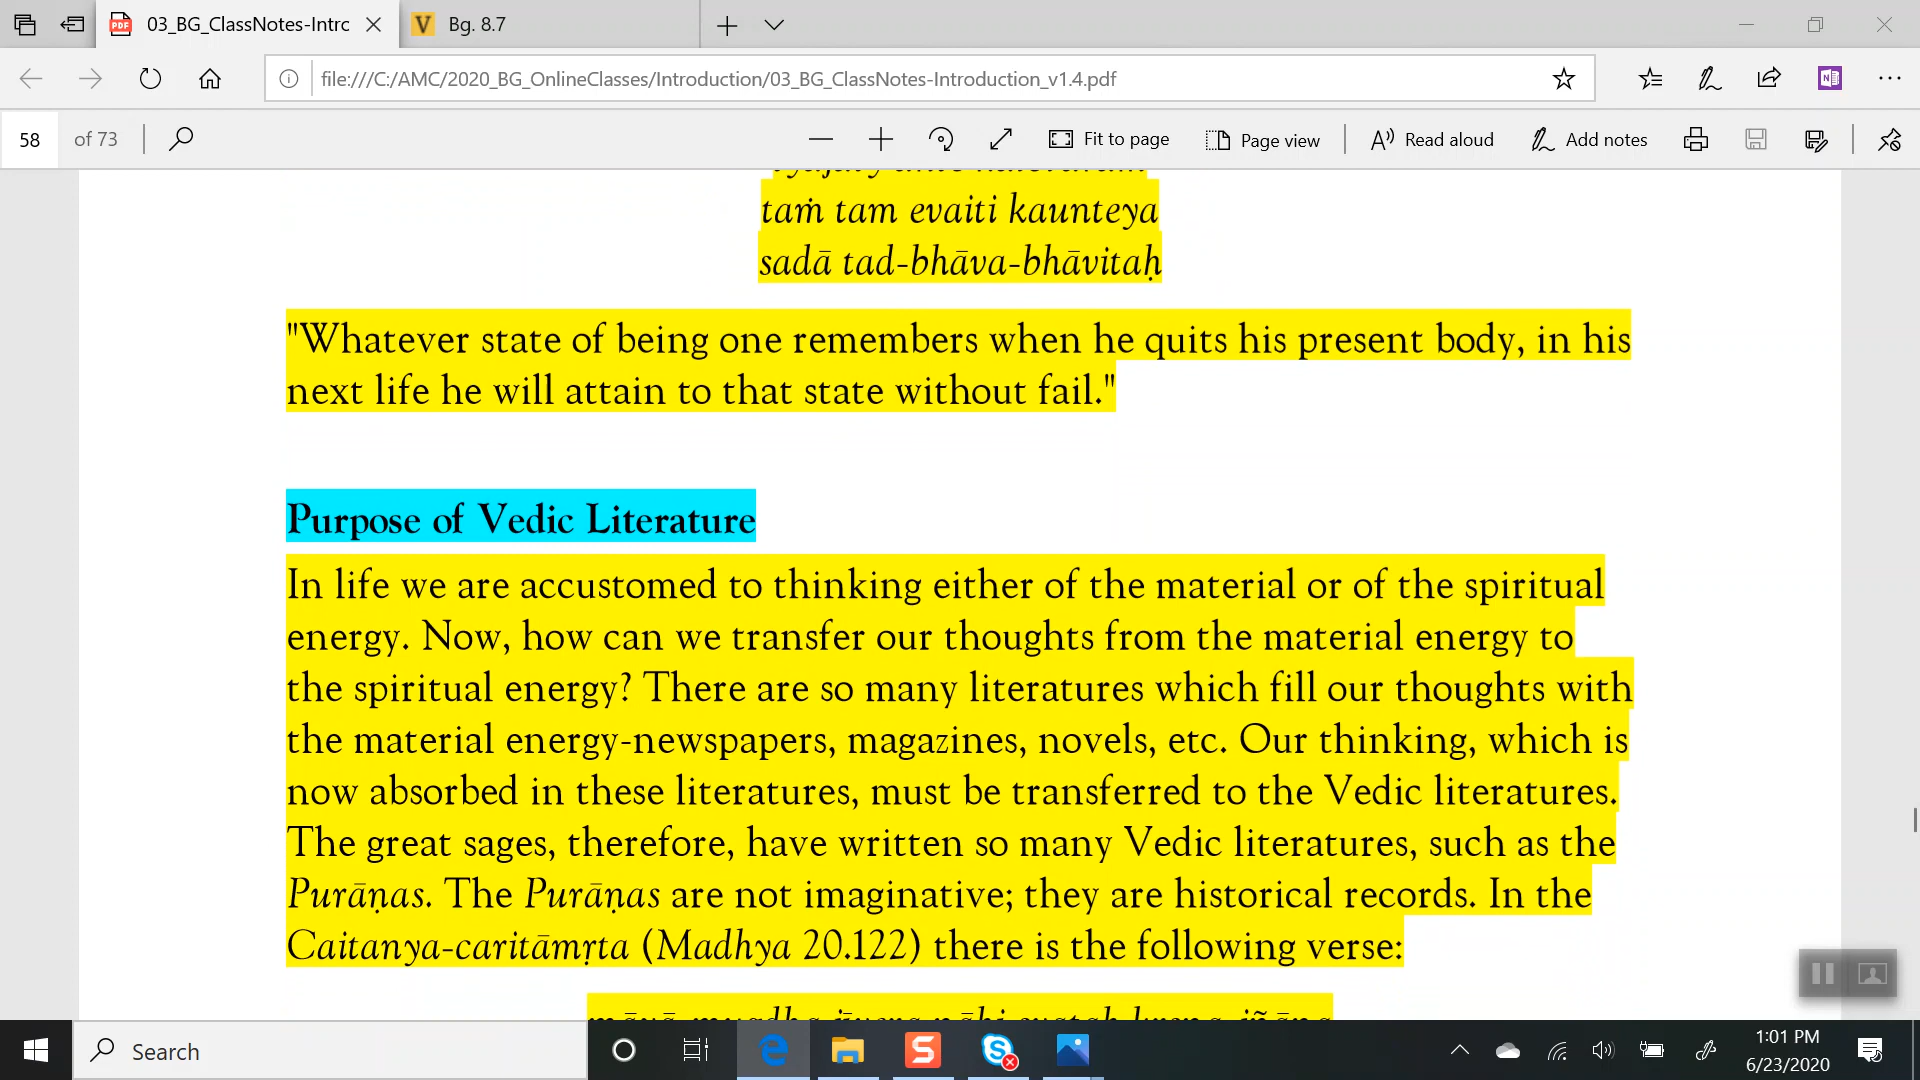 03_BG_ClassNotes-Intrc
Bg. 8.7
file:///C:/AMC/2020_BG_OnlineClasses/Introduction/03_BG_ClassNotes-Introduction_v1.4.pdf
58 of 73
Fit to page
Page view
Read aloud
Add notes
taṁ tam evaiti kaunteya
sadā tad-bhāva-bhāvitaḥ
"Whatever state of being one remembers when he quits his present body, in his
next life he will attain to that state without fail."
Purpose of Vedic Literature
In life we are accustomed to thinking either of the material or of the spiritual
energy. Now, how can we transfer our thoughts from the material energy to
the spiritual energy? There are so many literatures which fill our thoughts with
the material energy-newspapers, magazines, novels, etc. Our thinking, which is
now absorbed in these literatures, must be transferred to the Vedic literatures.
The great sages, therefore, have written so many Vedic literatures, such as the
Purāṇas. The Purāṇas are not imaginative; they are historical records. In the
Caitanya-caritāmṛta (Madhya 20.122) there is the following verse:
Search
1:01 PM
6/23/2020